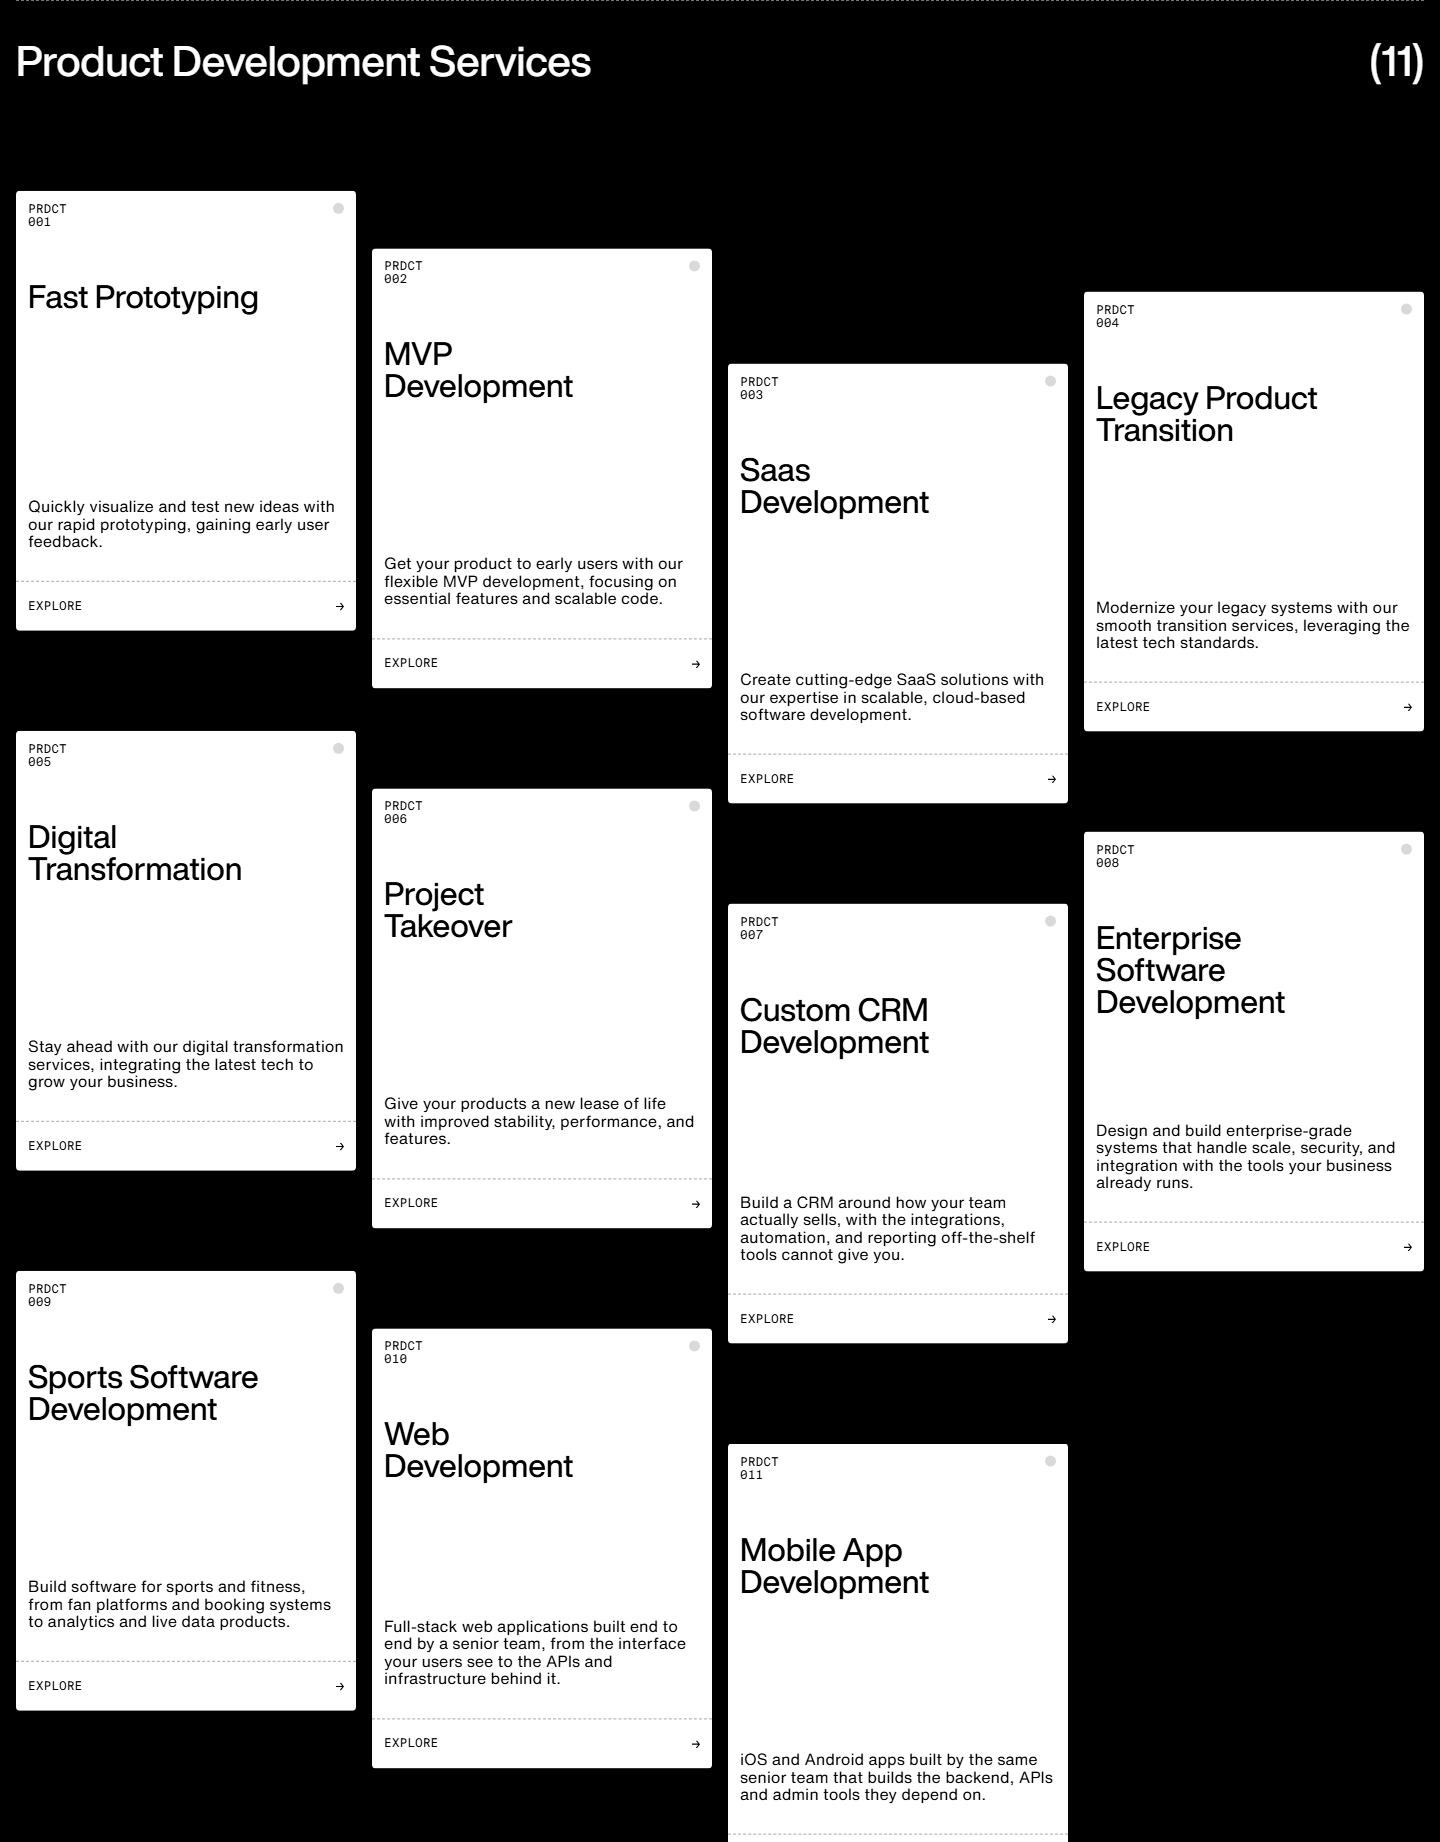 Product Development Services
(11)
PRDCT
001
Fast Prototyping
Quickly visualize and test new ideas with
our rapid prototyping, gaining early user
feedback.
EXPLORE →
PRDCT
002
MVP
Development
Get your product to early users with our
flexible MVP development, focusing on
essential features and scalable code.
EXPLORE →
PRDCT
003
Saas
Development
Create cutting-edge SaaS solutions with
our expertise in scalable, cloud-based
software development.
EXPLORE →
PRDCT
004
Legacy Product
Transition
Modernize your legacy systems with our
smooth transition services, leveraging the
latest tech standards.
EXPLORE →
PRDCT
005
Digital
Transformation
Stay ahead with our digital transformation
services, integrating the latest tech to
grow your business.
EXPLORE →
PRDCT
006
Project
Takeover
Give your products a new lease of life
with improved stability, performance, and
features.
EXPLORE →
PRDCT
007
Custom CRM
Development
Build a CRM around how your team
actually sells, with the integrations,
automation, and reporting off-the-shelf
tools cannot give you.
EXPLORE →
PRDCT
008
Enterprise
Software
Development
Design and build enterprise-grade
systems that handle scale, security, and
integration with the tools your business
already runs.
EXPLORE →
PRDCT
009
Sports Software
Development
Build software for sports and fitness,
from fan platforms and booking systems
to analytics and live data products.
EXPLORE →
PRDCT
010
Web
Development
Full-stack web applications built end to
end by a senior team, from the interface
your users see to the APIs and
infrastructure behind it.
EXPLORE →
PRDCT
011
Mobile App
Development
iOS and Android apps built by the same
senior team that builds the backend, APIs
and admin tools they depend on.